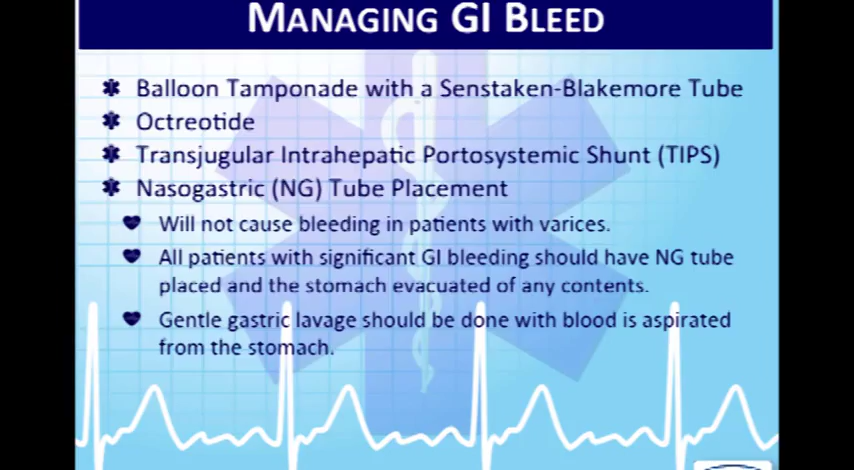 MANAGING GI BLEED
Balloon Tamponade with a Senstaken-Blakemore Tube
Octreotide
Transjugular Intrahepatic Portosystemic Shunt (TIPS)
Nasogastric (NG) Tube Placement
Will not cause bleeding in patients with varices.
All patients with significant GI bleeding should have NG tube
placed and the stomach evacuated of any contents.
Gentle gastric lavage should be done with blood is aspirated
from the stomach.